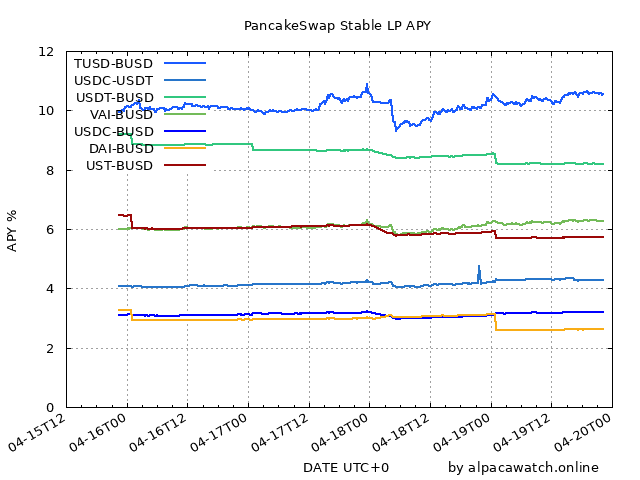 PancakeSwap Stable LP APY
APY %
12
10
8
6
4
2
0
TUSD-BUSD
USDC-USDT
USDT-BUSD
VAI-BUSD
USDC-BUSD
DAI-BUSD
UST-BUSD
04-15T12
04-16T00
04-16T12
04-17T00
04-17T12
04-18T00
04-18T12
04-19T00
04-19T12
04-20T00
DATE UTC+0
by alpacawatch.online